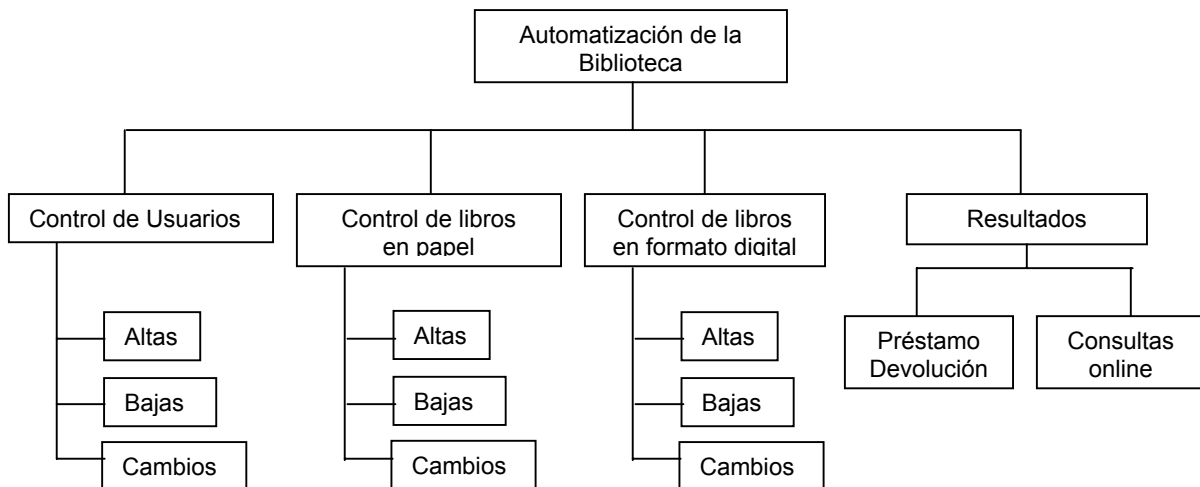 Automatización de la
Biblioteca
Control de Usuarios
Control de libros
en papel
Control de libros
en formato digital
Resultados
Altas
Bajas
Cambios
Altas
Bajas
Cambios
Altas
Bajas
Cambios
Préstamo
Devolución
Consultas
online